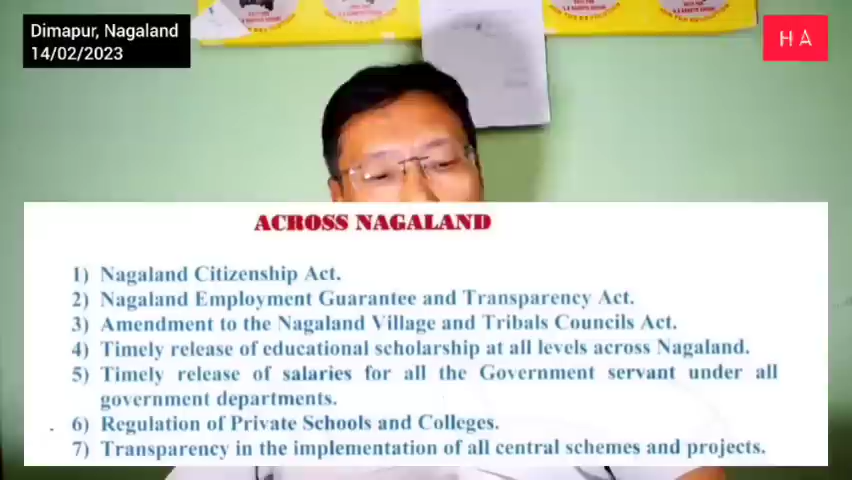 Dimapur, Nagaland
14/02/2023
HA
ACROSS NAGALAND
1) Nagaland Citizenship Act.
2) Nagaland Employment Guarantee and Transparency Act.
3) Amendment to the Nagaland Village and Tribals Councils Act.
4) Timely release of educational scholarship at all levels across Nagaland.
5) Timely release of salaries for all the Government servant under all
government departments.
6) Regulation of Private Schools and Colleges.
7) Transparency in the implementation of all central schemes and projects.